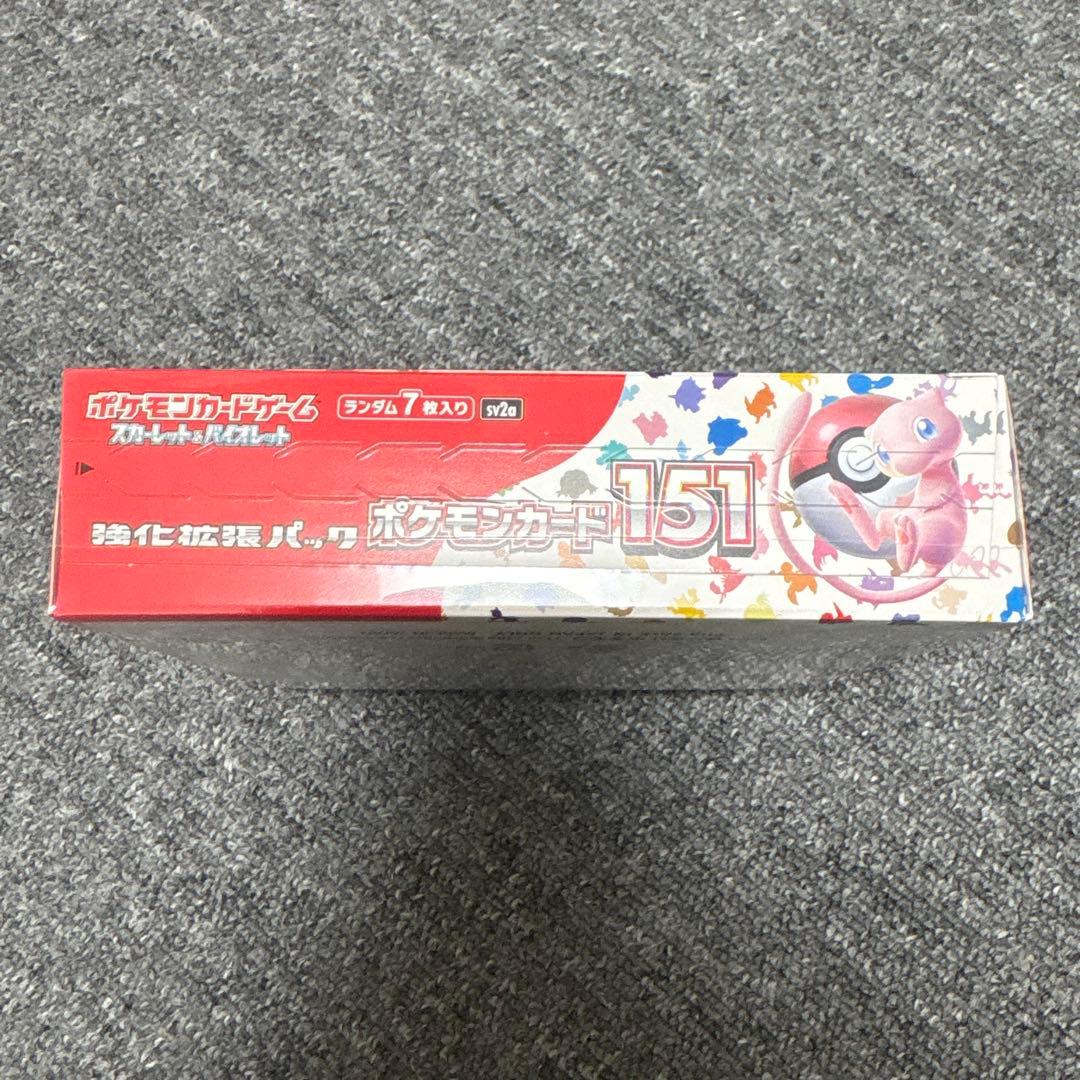 ポケモンカードゲーム
スカーレット&バイオレット
ランダム7枚入り
sv2a
強化拡張パック
ポケモンカード151